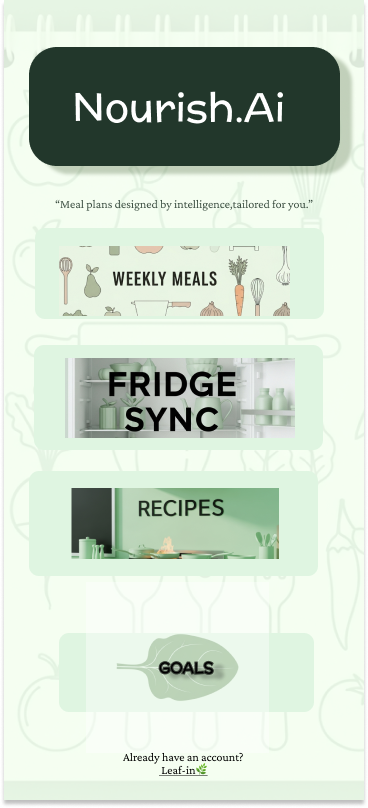 Nourish.Ai
“Meal plans designed by intelligence,tailored for you.”
WEEKLY MEALS
FRIDGE
SYNC
RECIPES
GOALS
Already have an account?
Leaf-in🌿